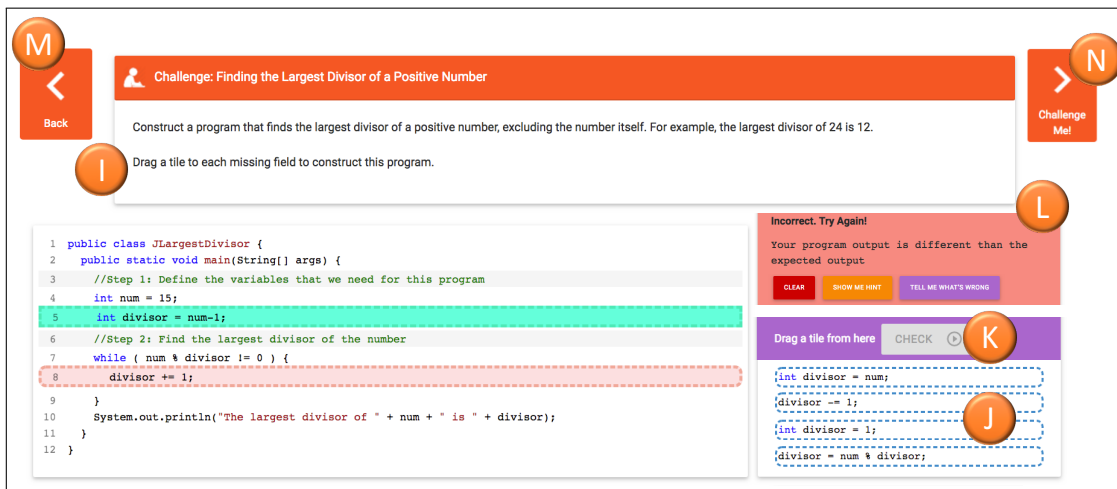 M
Back
Challenge: Finding the Largest Divisor of a Positive Number
N
Challenge
Me!
Construct a program that finds the largest divisor of a positive number, excluding the number itself. For example, the largest divisor of 24 is 12.
I
Drag a tile to each missing field to construct this program.
1 public class JLargestDivisor {
2 public static void main(String[] args) {
3 //Step 1: Define the variables that we need for this program
4 int num = 15;
5 int divisor = num-1;
6 //Step 2: Find the largest divisor of the number
7 while ( num % divisor != 0 ) {
8 divisor += 1;
9 }
10 System.out.println("The largest divisor of " + num + " is " + divisor);
11 }
12 }
L
Incorrect. Try Again!
Your program output is different than the
expected output
CLEAR SHOW ME HINT TELL ME WHAT'S WRONG
Drag a tile from here CHECK K
int divisor = num;
divisor -= 1;
J
int divisor = 1;
divisor = num % divisor;